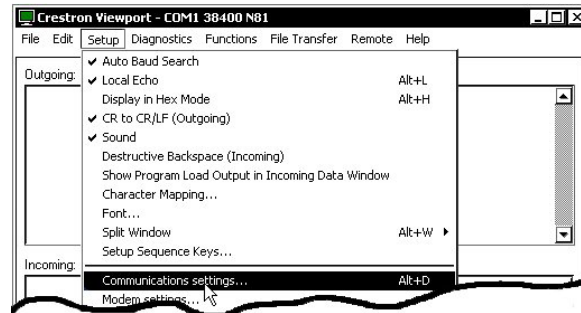 Crestron Viewport - COM1 38400 N81
File Edit Setup Diagnostics Functions File Transfer Remote Help
Outgoing:
✔ Auto Baud Search
✔ Local Echo Alt+L
Display in Hex Mode Alt+H
✔ CR to CR/LF (Outgoing)
✔ Sound
Destructive Backspace (Incoming)
Show Program Load Output in Incoming Data Window
Character Mapping...
Font...
Split Window Alt+W
Setup Sequence Keys...
Incoming:
Communications settings... Alt+D
Modem settings...